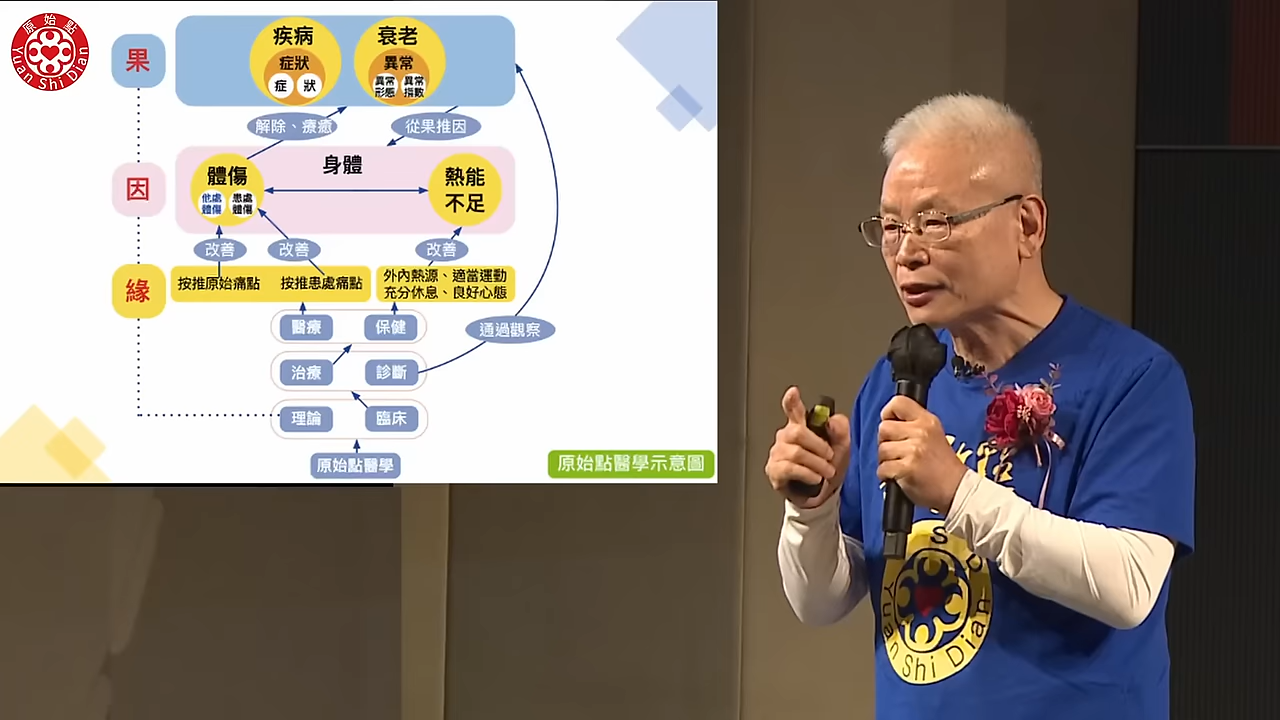 原始點
Yuan Shi Dian
果
疾病
症狀
症
狀
衰老
異常
異常
形態
異常
指數
解除、療癒
從果推因
因
身體
體傷
他處
體傷
患處
體傷
熱能
不足
改善
改善
改善
緣
按推原始痛點
按推患處痛點
外內熱源、適當運動
充分休息、良好心態
醫療
保健
通過觀察
治療
診斷
理論
臨床
原始點醫學
原始點醫學示意圖
Yuan Shi Dian